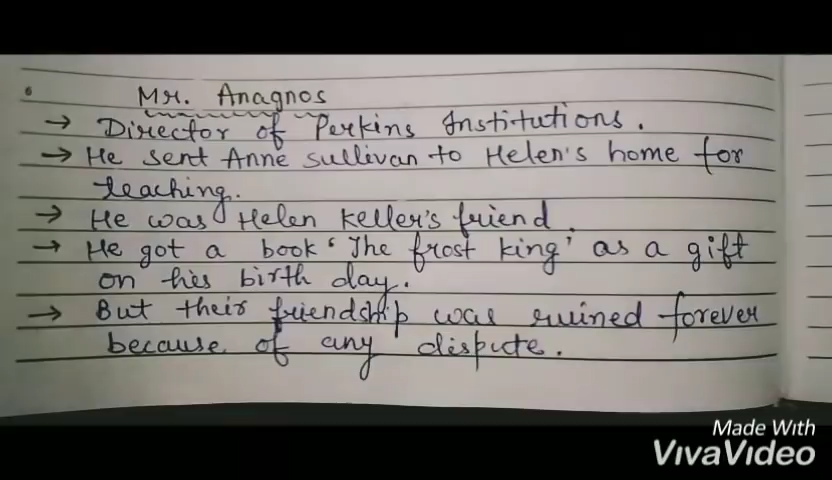 Mr. Anagnos
→ Director of Perkins Institutions.
→ He sent Anne Sullivan to Helen's home for
teaching.
→ He was Helen Keller's friend.
→ He got a book 'The frost king' as a gift
on his birth day.
→ But their friendship was ruined forever
because of any dispute.
Made With
VivaVideo